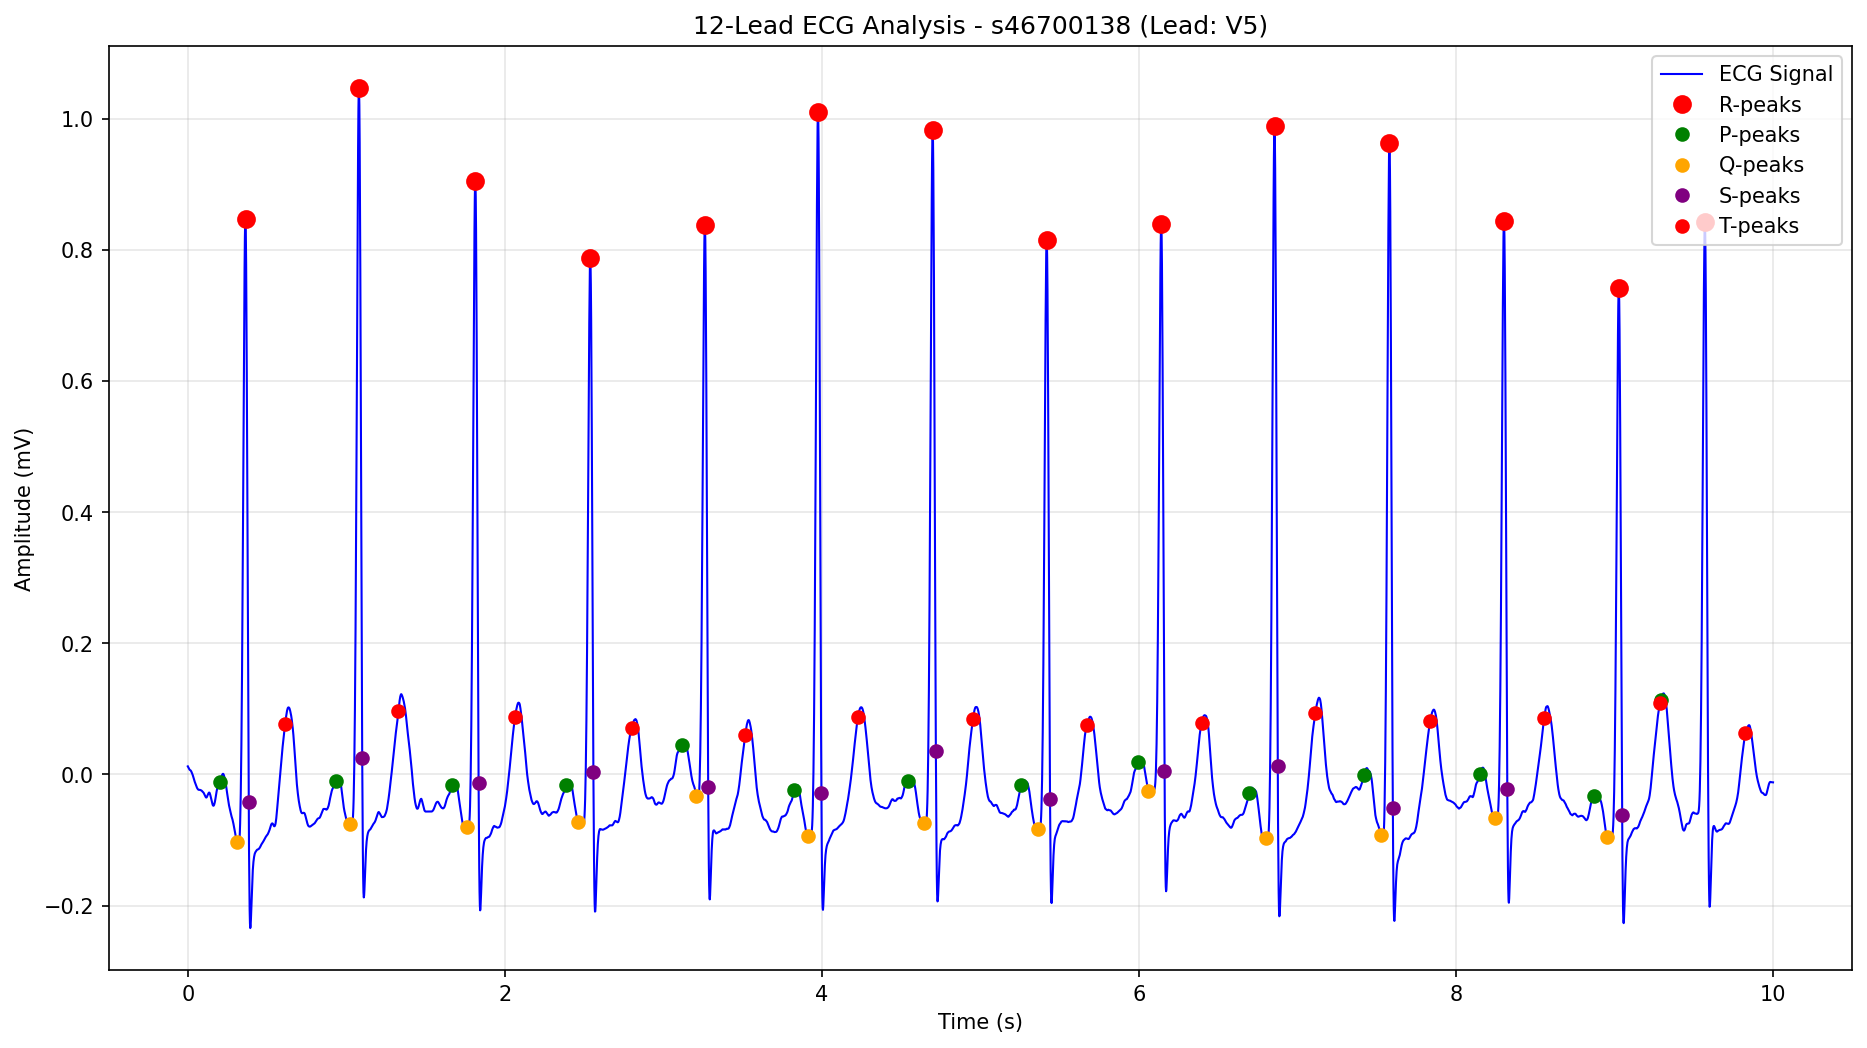 12-Lead ECG Analysis - s46700138 (Lead: V5)
ECG Signal
R-peaks
P-peaks
Q-peaks
S-peaks
T-peaks
Amplitude (mV)
1.0
0.8
0.6
0.4
0.2
0.0
−0.2
0 2 4 6 8 10
Time (s)